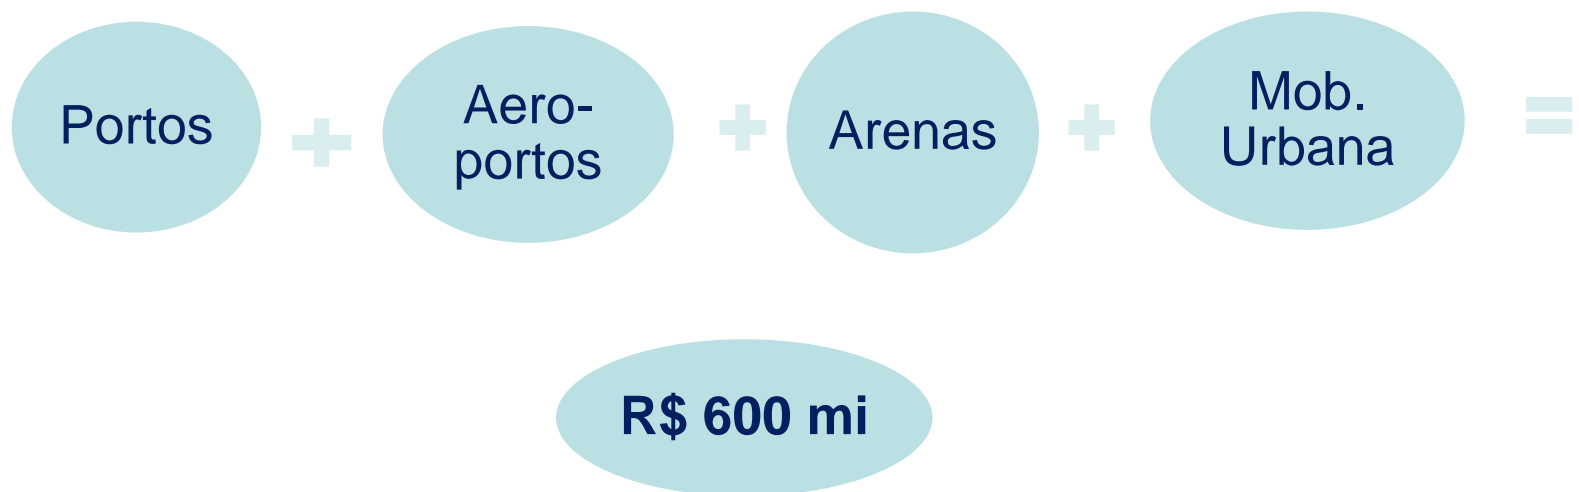 Portos
+
Aero-
portos
+
Arenas
+
Mob.
Urbana
=
R$ 600 mi